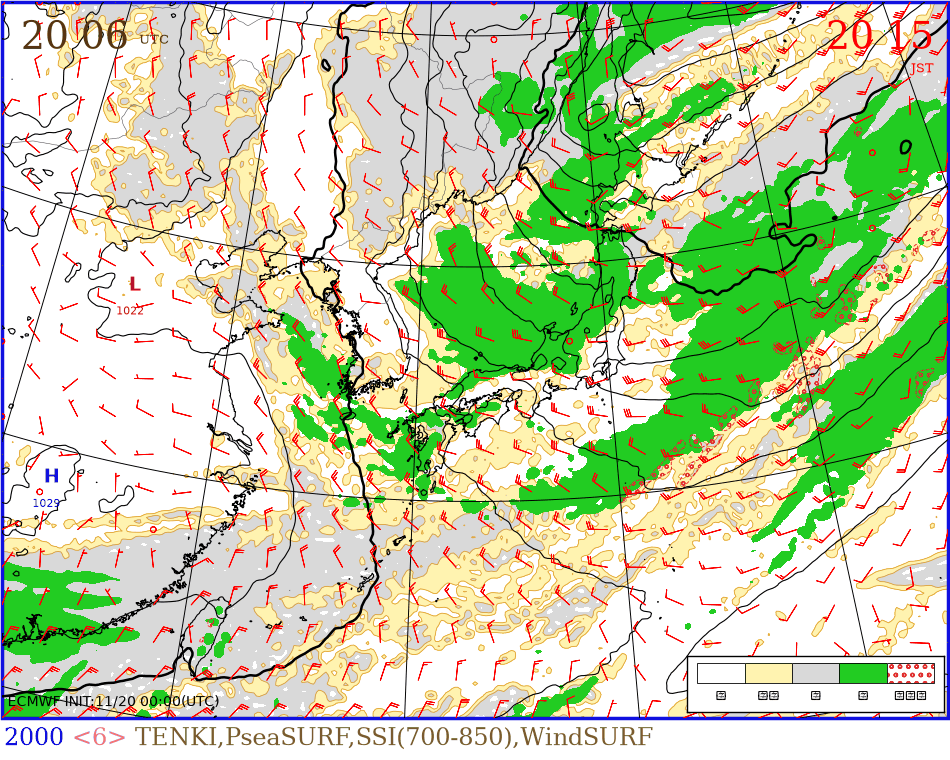 20 06 UTC
20 15
JST
L
1022
H
1029
ECMWF INIT:11/20 00:00(UTC)
2000 <6> TENKI,PseaSURF,SSI(700-850),WindSURF